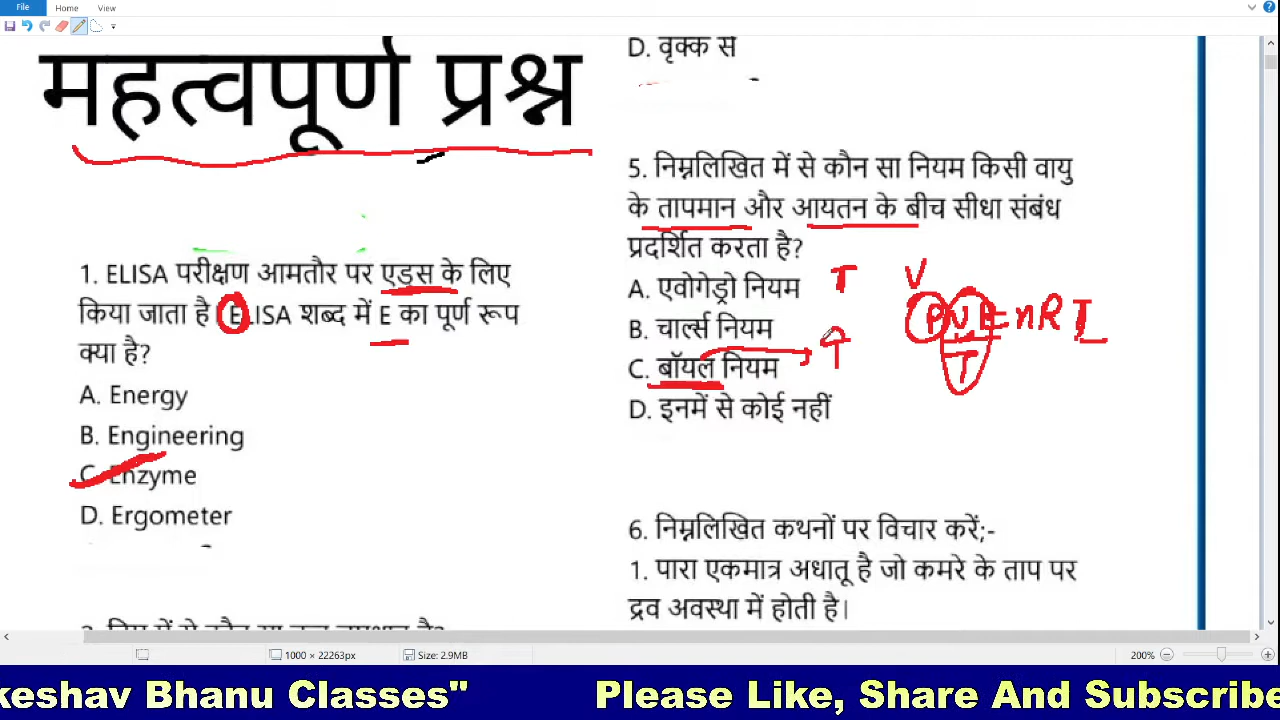 File Home View
महत्वपूर्ण प्रश्न
1. ELISA परीक्षण आमतौर पर एड्स के लिए
किया जाता है ELISA शब्द में E का पूर्ण रूप
क्या है?
A. Energy
B. Engineering
C. Enzyme
D. Ergometer
D. वृक्क से
5. निम्नलिखित में से कौन सा नियम किसी वायु
के तापमान और आयतन के बीच सीधा संबंध
प्रदर्शित करता है?
A. एवोगेड्रो नियम
B. चार्ल्स नियम
C. बॉयल नियम
D. इनमें से कोई नहीं
T V
= nR
T
6. निम्नलिखित कथनों पर विचार करें;-
1. पारा एकमात्र अधातू है जो कमरे के ताप पर
द्रव अवस्था में होती है।
1000 × 22263px Size: 2.9MB 200%
keshav Bhanu Classes" Please Like, Share And Subscribe